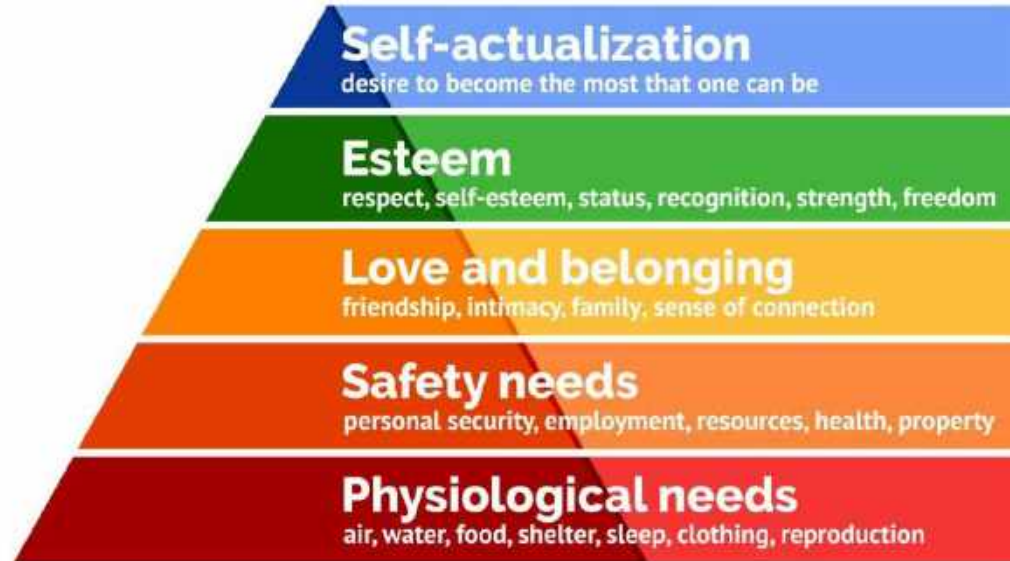 Self-actualization
desire to become the most that one can be
Esteem
respect, self-esteem, status, recognition, strength, freedom
Love and belonging
friendship, intimacy, family, sense of connection
Safety needs
personal security, employment, resources, health, property
Physiological needs
air, water, food, shelter, sleep, clothing, reproduction